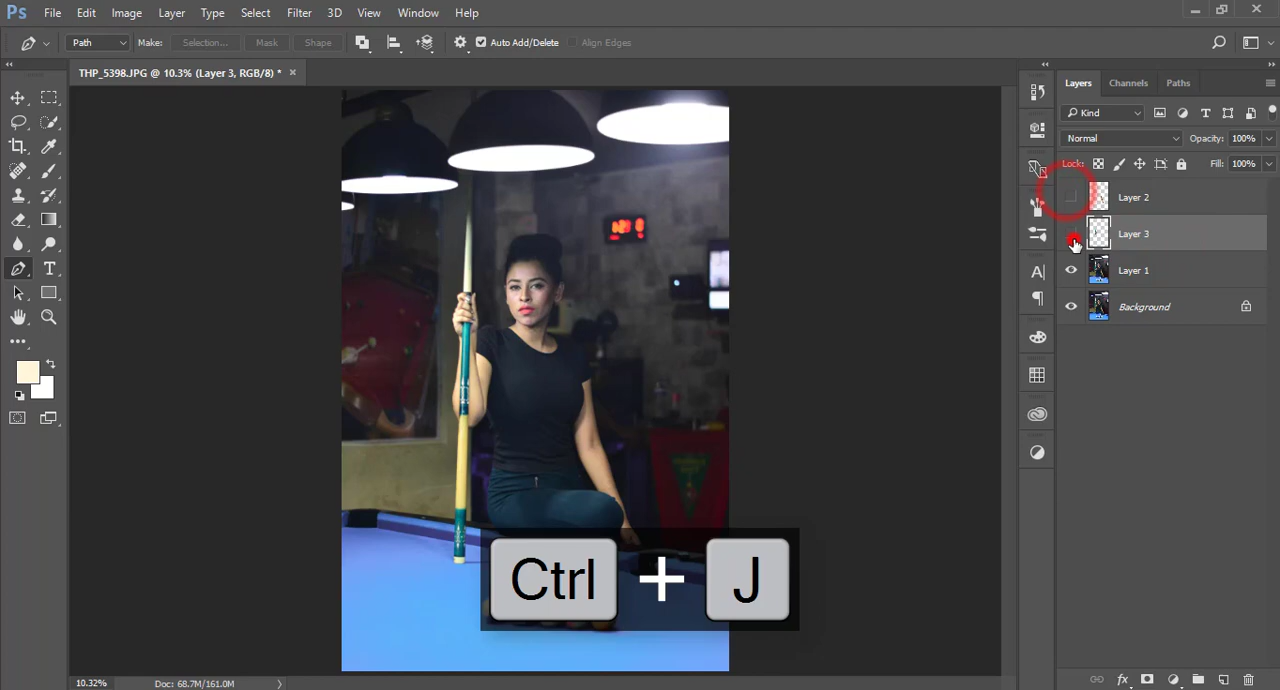 Ps File Edit Image Layer Type Select Filter 3D View Window Help
Path Make: Selection... Mask Shape Auto Add/Delete Align Edges
THP_5398.JPG @ 10.3% (Layer 3, RGB/8) * ×
Layers Channels Paths
Kind
Normal Opacity: 100%
Lock: Fill: 100%
Layer 2
Layer 3
Layer 1
Background
Ctrl + J
10.32% Doc: 68.7M/161.0M